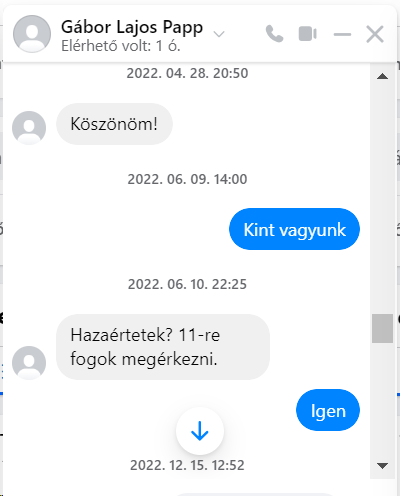 Gábor Lajos Papp
Elérhető volt: 1 ó.
2022. 04. 28. 20:50
Köszönöm!
2022. 06. 09. 14:00
Kint vagyunk
2022. 06. 10. 22:25
Hazaértetek? 11-re
fogok megérkezni.
Igen
2022. 12. 15. 12:52